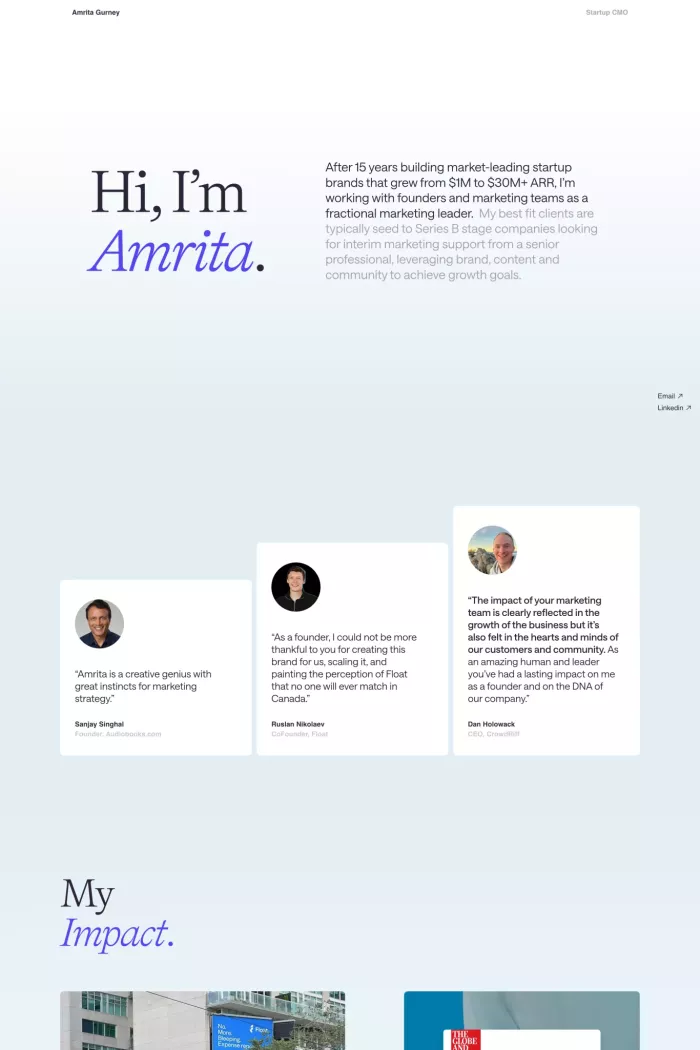 Amrita Gurney
Startup CMO
Hi, I’m
Amrita.
After 15 years building market-leading startup
brands that grew from $1M to $30M+ ARR, I’m
working with founders and marketing teams as a
fractional marketing leader. My best fit clients are
typically seed to Series B stage companies looking
for interim marketing support from a senior
professional, leveraging brand, content and
community to achieve growth goals.
Email ↗
Linkedin ↗
“Amrita is a creative genius with
great instincts for marketing
strategy.”
Sanjay Singhal
Founder, Audiobooks.com
“As a founder, I could not be more
thankful to you for creating this
brand for us, scaling it, and
painting the perception of Float
that no one will ever match in
Canada.”
Ruslan Nikolaev
CoFounder, Float
“The impact of your marketing
team is clearly reflected in the
growth of the business but it’s
also felt in the hearts and minds of
our customers and community. As
an amazing human and leader
you’ve had a lasting impact on me
as a founder and on the DNA of
our company.”
Dan Holowack
CEO, CrowdRiff
My
Impact.
No.
More.
Sleeping.
Expense
Float
THE
GLOBE
AND